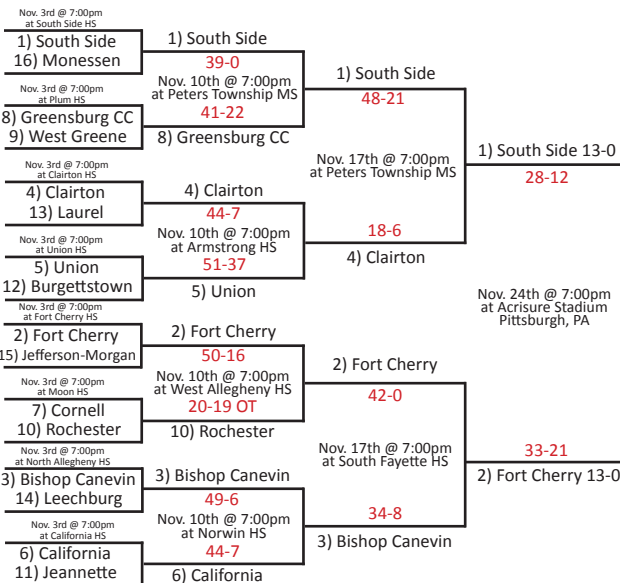 Nov. 3rd @ 7:00pm
at South Side HS
1) South Side
16) Monessen
Nov. 3rd @ 7:00pm
at Plum HS
8) Greensburg CC
9) West Greene
Nov. 3rd @ 7:00pm
at Clairton HS
4) Clairton
13) Laurel
Nov. 3rd @ 7:00pm
at Union HS
5) Union
12) Burgettstown
Nov. 3rd @ 7:00pm
at Fort Cherry HS
2) Fort Cherry
15) Jefferson-Morgan
Nov. 3rd @ 7:00pm
at Moon HS
7) Cornell
10) Rochester
Nov. 3rd @ 7:00pm
at North Allegheny HS
3) Bishop Canevin
14) Leechburg
Nov. 3rd @ 7:00pm
at California HS
6) California
11) Jeannette
1) South Side
39-0
Nov. 10th @ 7:00pm
at Peters Township MS
41-22
8) Greensburg CC
4) Clairton
44-7
Nov. 10th @ 7:00pm
at Armstrong HS
51-37
5) Union
2) Fort Cherry
50-16
Nov. 10th @ 7:00pm
at West Allegheny HS
20-19 OT
10) Rochester
3) Bishop Canevin
49-6
Nov. 10th @ 7:00pm
at Norwin HS
44-7
6) California
1) South Side
48-21
Nov. 17th @ 7:00pm
at Peters Township MS
18-6
4) Clairton
2) Fort Cherry
42-0
Nov. 17th @ 7:00pm
at South Fayette HS
34-8
3) Bishop Canevin
1) South Side 13-0
28-12
Nov. 24th @ 7:00pm
at Acrisure Stadium
Pittsburgh, PA
33-21
2) Fort Cherry 13-0